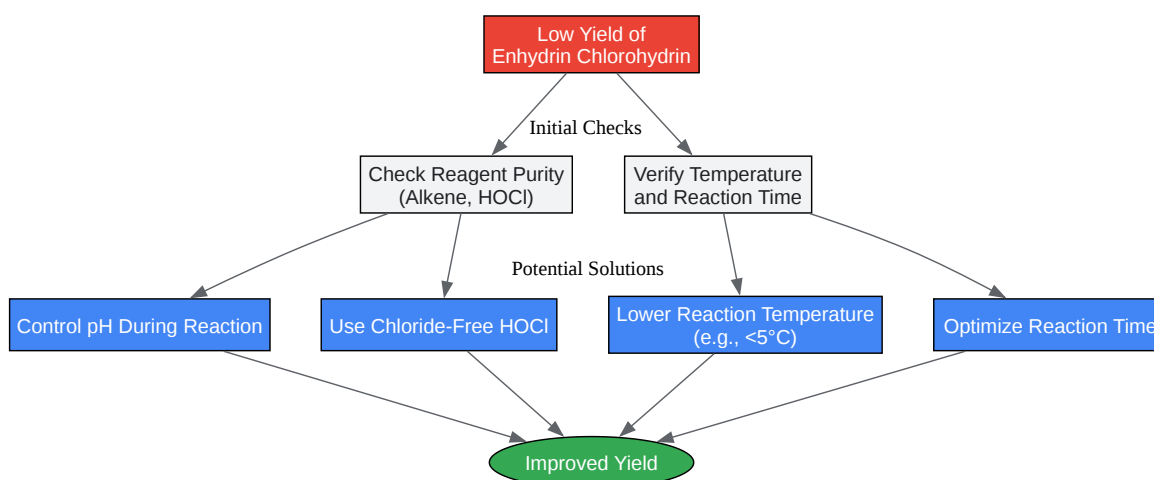 Low Yield of
Enhydrin Chlorohydrin
Initial Checks
Check Reagent Purity
(Alkene, HOCl)
Verify Temperature
and Reaction Time
Potential Solutions
Control pH During Reaction
Use Chloride-Free HOCl
Lower Reaction Temperature
(e.g., <5°C)
Optimize Reaction Time
Improved Yield